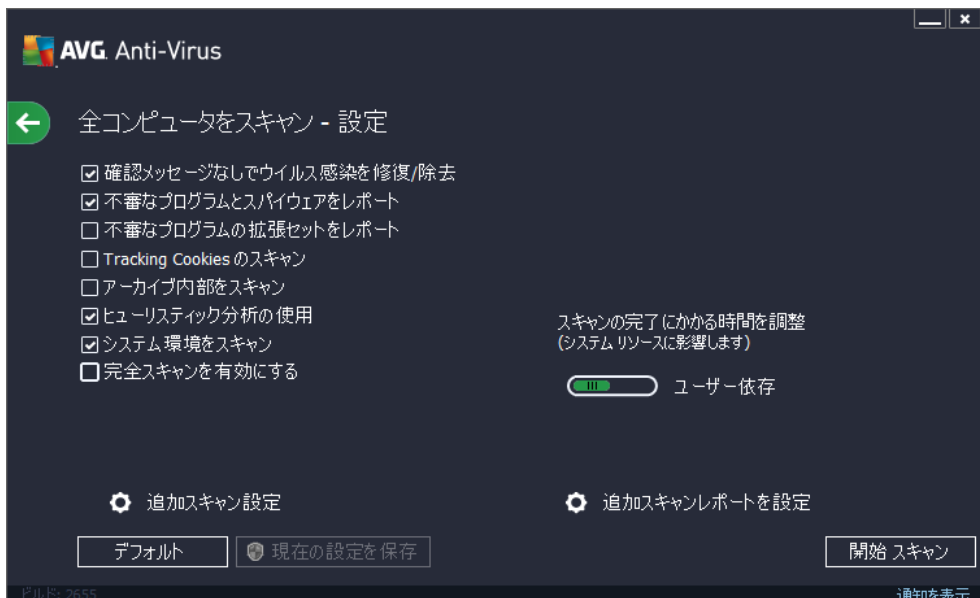 AVG. Anti-Virus
全コンピュータをスキャン - 設定
確認メッセージなしでウイルス感染を修復/除去
不審なプログラムとスパイウェアをレポート
不審なプログラムの拡張セットをレポート
Tracking Cookies のスキャン
アーカイブ内部をスキャン
ヒューリスティック分析の使用
システム環境をスキャン
完全スキャンを有効にする
スキャンの完了にかかる時間を調整
(システム リソースに影響します)
ユーザー依存
追加スキャン設定
追加スキャンレポートを設定
デフォルト
現在の設定を保存
開始 スキャン
ビルド: 2655
通知を表示